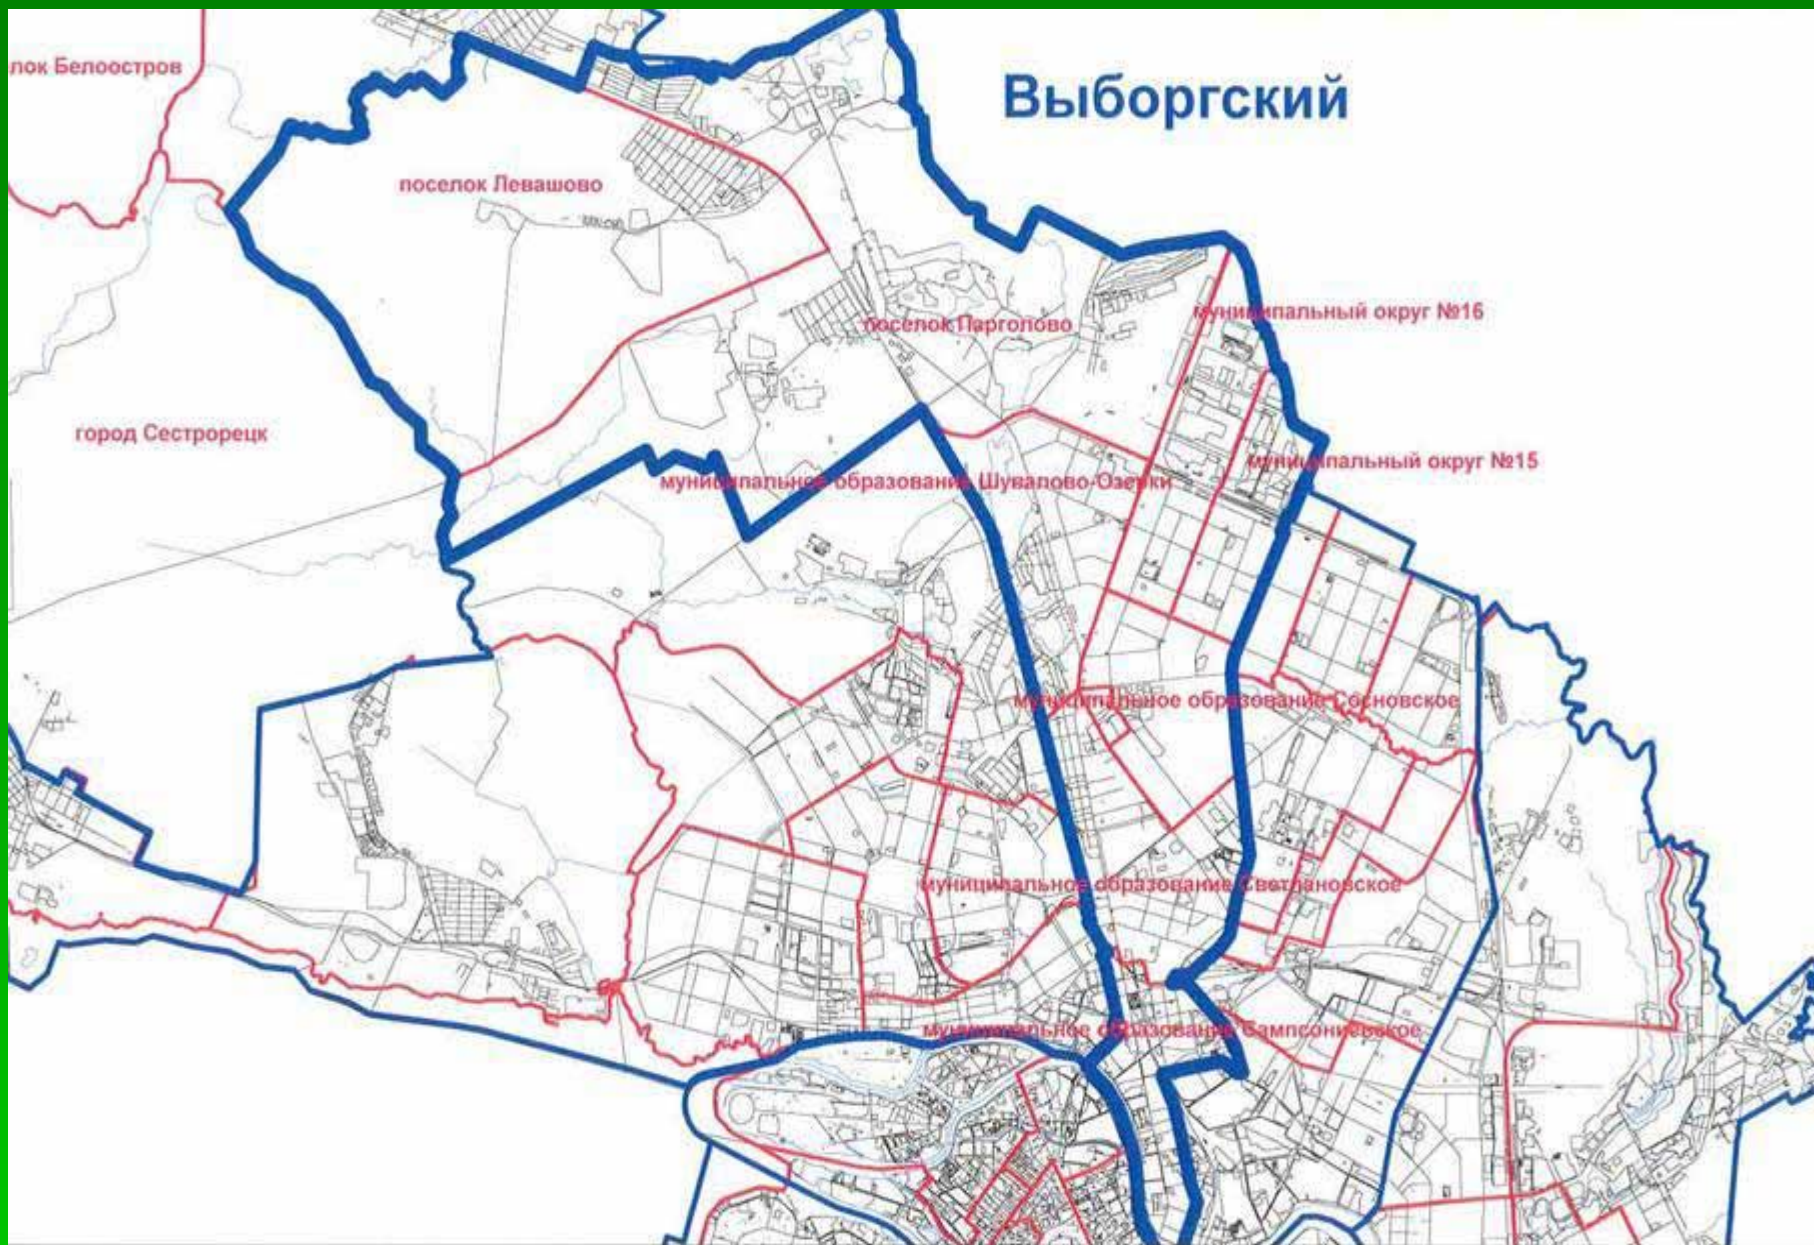 лок Белоостров
Выборгский
поселок Левашово
муниципальный округ №16
поселок Парголово
город Сестрорецк
муниципальный округ №15
муниципальное образование Шувалово-Озерки
муниципальное образование Сосновское
муниципальное образование Светлановское
муниципальное образование Сампсониевское